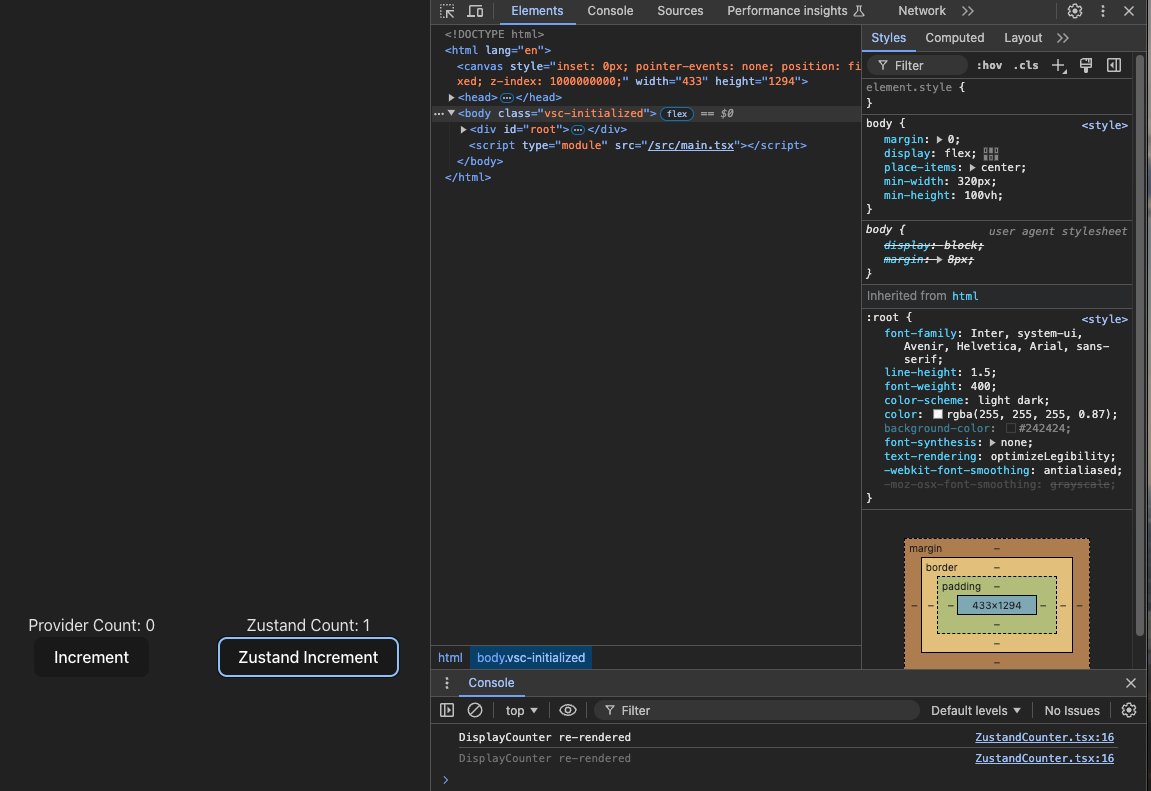 Elements Console Sources Performance insights Network
<!DOCTYPE html>
<html lang="en">
<canvas style="inset: 0px; pointer-events: none; position: fi
xed; z-index: 1000000000;" width="433" height="1294">
<head>…</head>
<body class="vsc-initialized"> flex == $0
<div id="root">…</div>
<script type="module" src="/src/main.tsx"></script>
</body>
</html>
Styles Computed Layout
Filter :hov .cls
element.style {
}
body { <style>
margin: 0;
display: flex;
place-items: center;
min-width: 320px;
min-height: 100vh;
}
body { user agent stylesheet
display: block;
margin: 8px;
}
Inherited from html
:root { <style>
font-family: Inter, system-ui,
Avenir, Helvetica, Arial, sans-
serif;
line-height: 1.5;
font-weight: 400;
color-scheme: light dark;
color: rgba(255, 255, 255, 0.87);
background-color: #242424;
font-synthesis: none;
text-rendering: optimizeLegibility;
-webkit-font-smoothing: antialiased;
-moz-osx-font-smoothing: grayscale;
}
margin –
border –
padding –
– – – 433×1294 – – –
–
–
–
Provider Count: 0
Increment
Zustand Count: 1
Zustand Increment
html body.vsc-initialized
Console
top Filter Default levels No Issues
DisplayCounter re-rendered ZustandCounter.tsx:16
DisplayCounter re-rendered ZustandCounter.tsx:16